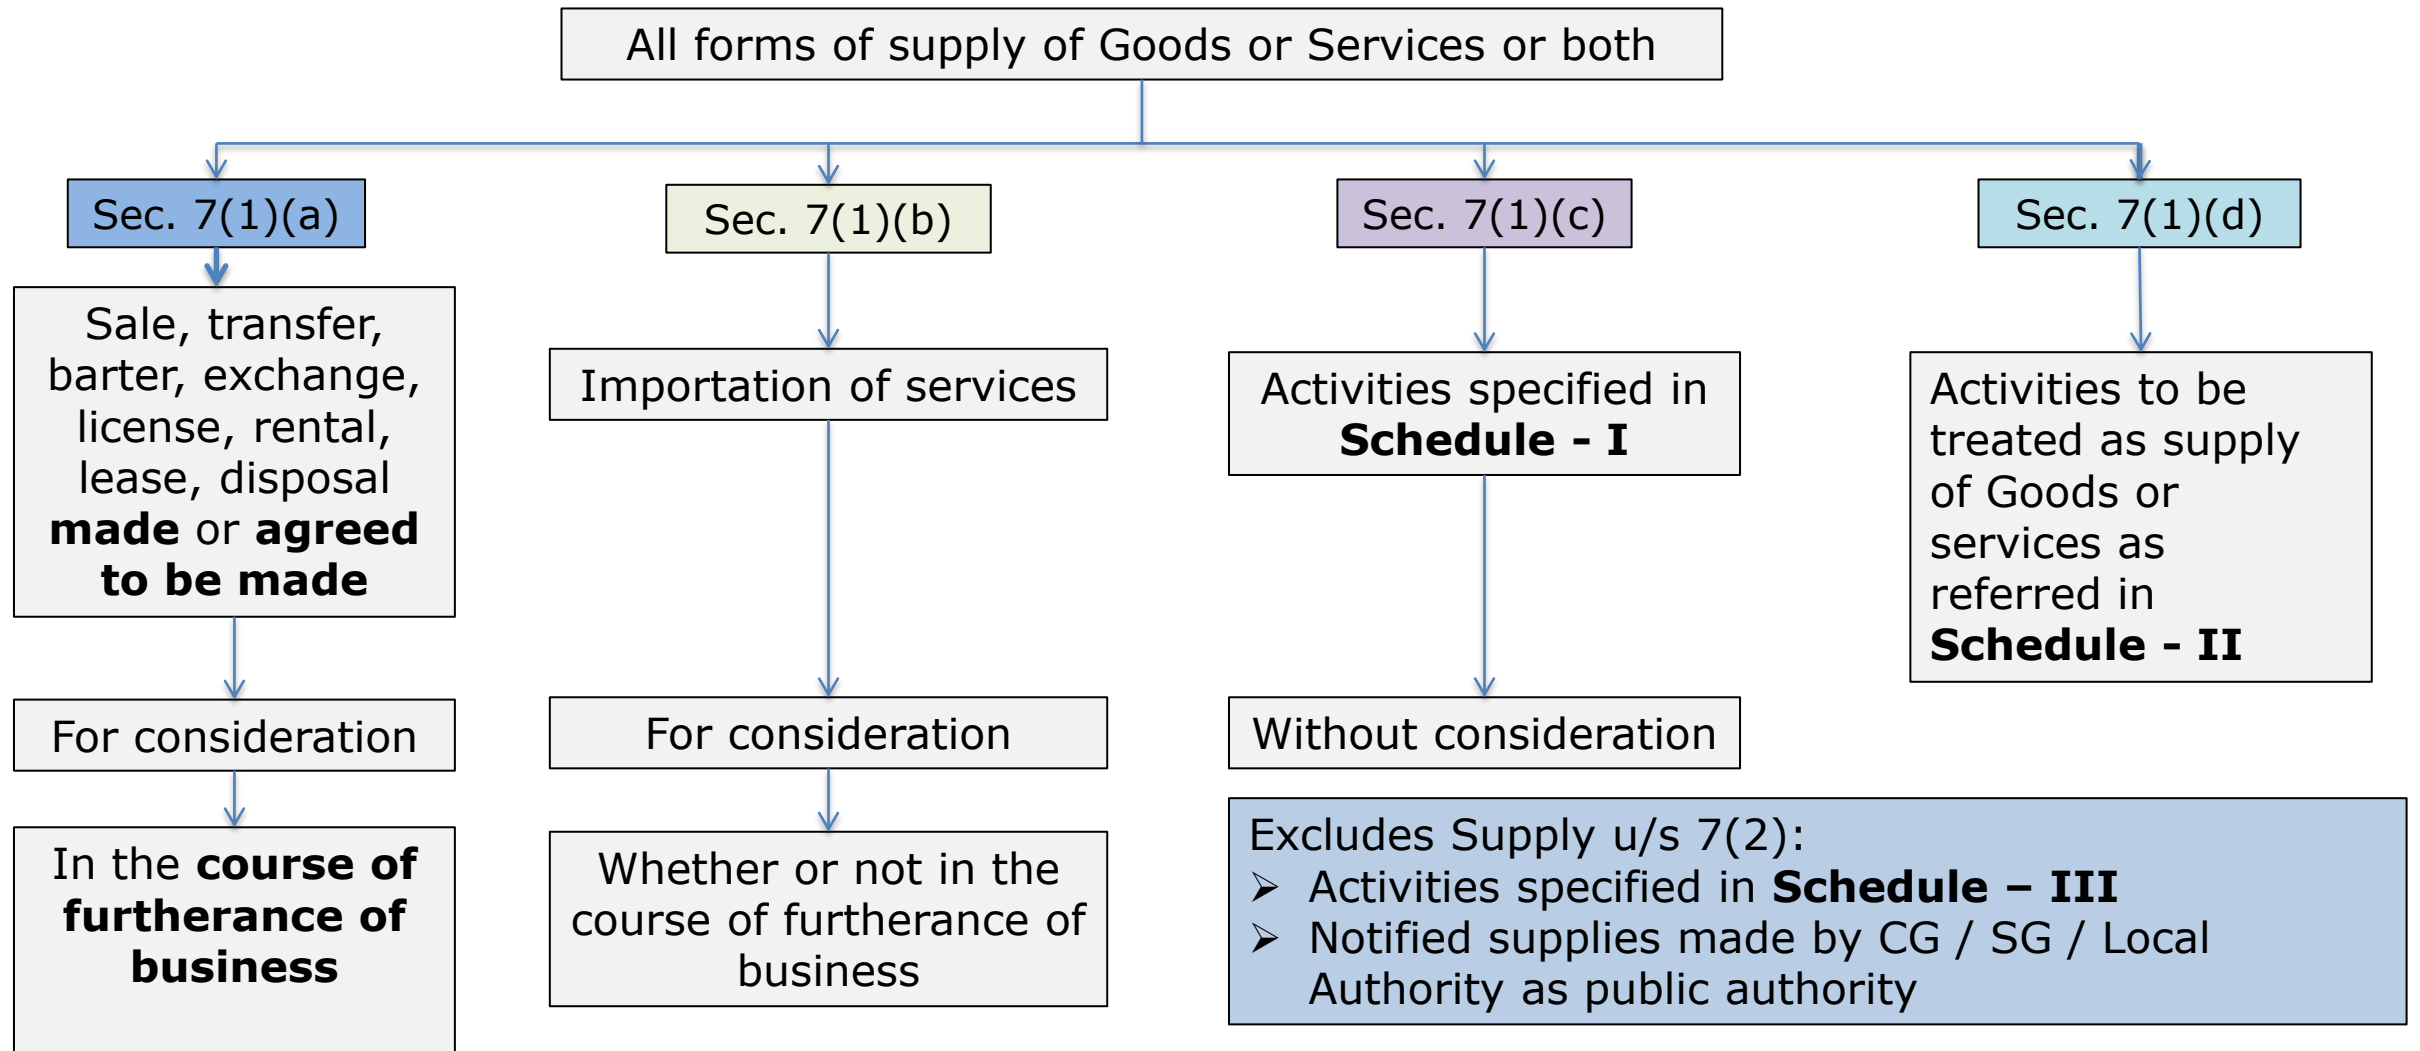 All forms of supply of Goods or Services or both
Sec. 7(1)(a)
Sale, transfer,
barter, exchange,
license, rental,
lease, disposal
made or agreed
to be made
For consideration
In the course of
furtherance of
business
Sec. 7(1)(b)
Importation of services
For consideration
Whether or not in the
course of furtherance of
business
Sec. 7(1)(c)
Activities specified in
Schedule - I
Without consideration
Sec. 7(1)(d)
Activities to be
treated as supply
of Goods or
services as
referred in
Schedule - II
Excludes Supply u/s 7(2):
➢ Activities specified in Schedule – III
➢ Notified supplies made by CG / SG / Local
Authority as public authority